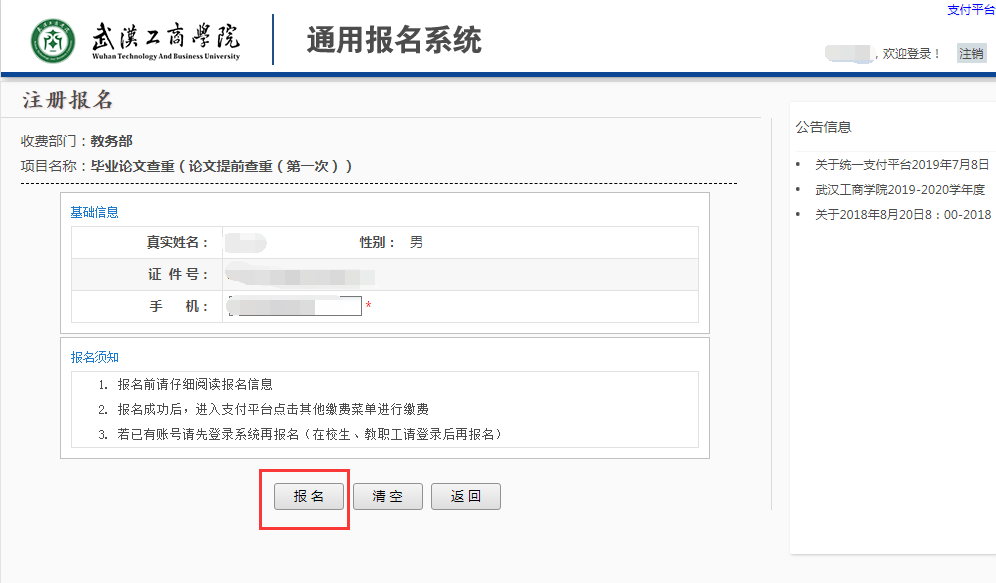 支付平台
武汉工商学院
Wuhan Technology And Business University
通用报名系统
，欢迎登录！ 注销
注册报名
收费部门：教务部
项目名称：毕业论文查重（论文提前查重（第一次））
基础信息
真实姓名： 性别： 男
证 件 号：
手 机： *
报名须知
1. 报名前请仔细阅读报名信息
2. 报名成功后，进入支付平台点击其他缴费菜单进行缴费
3. 若已有账号请先登录系统再报名（在校生、教职工请登录后再报名）
报 名 清 空 返 回
公告信息
• 关于统一支付平台2019年7月8日
• 武汉工商学院2019-2020学年度
• 关于2018年8月20日8：00-2018